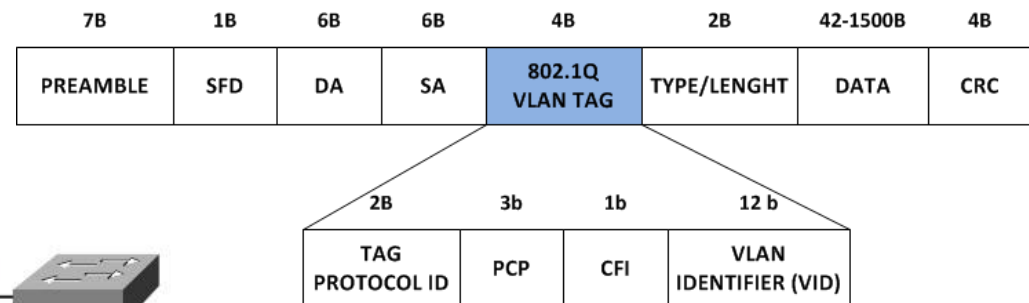 7B 1B 6B 6B 4B 2B 42-1500B 4B
PREAMBLE SFD DA SA 802.1Q TYPE/LENGHT DATA CRC
VLAN TAG
2B 3b 1b 12 b
TAG PCP CFI VLAN
PROTOCOL ID IDENTIFIER (VID)